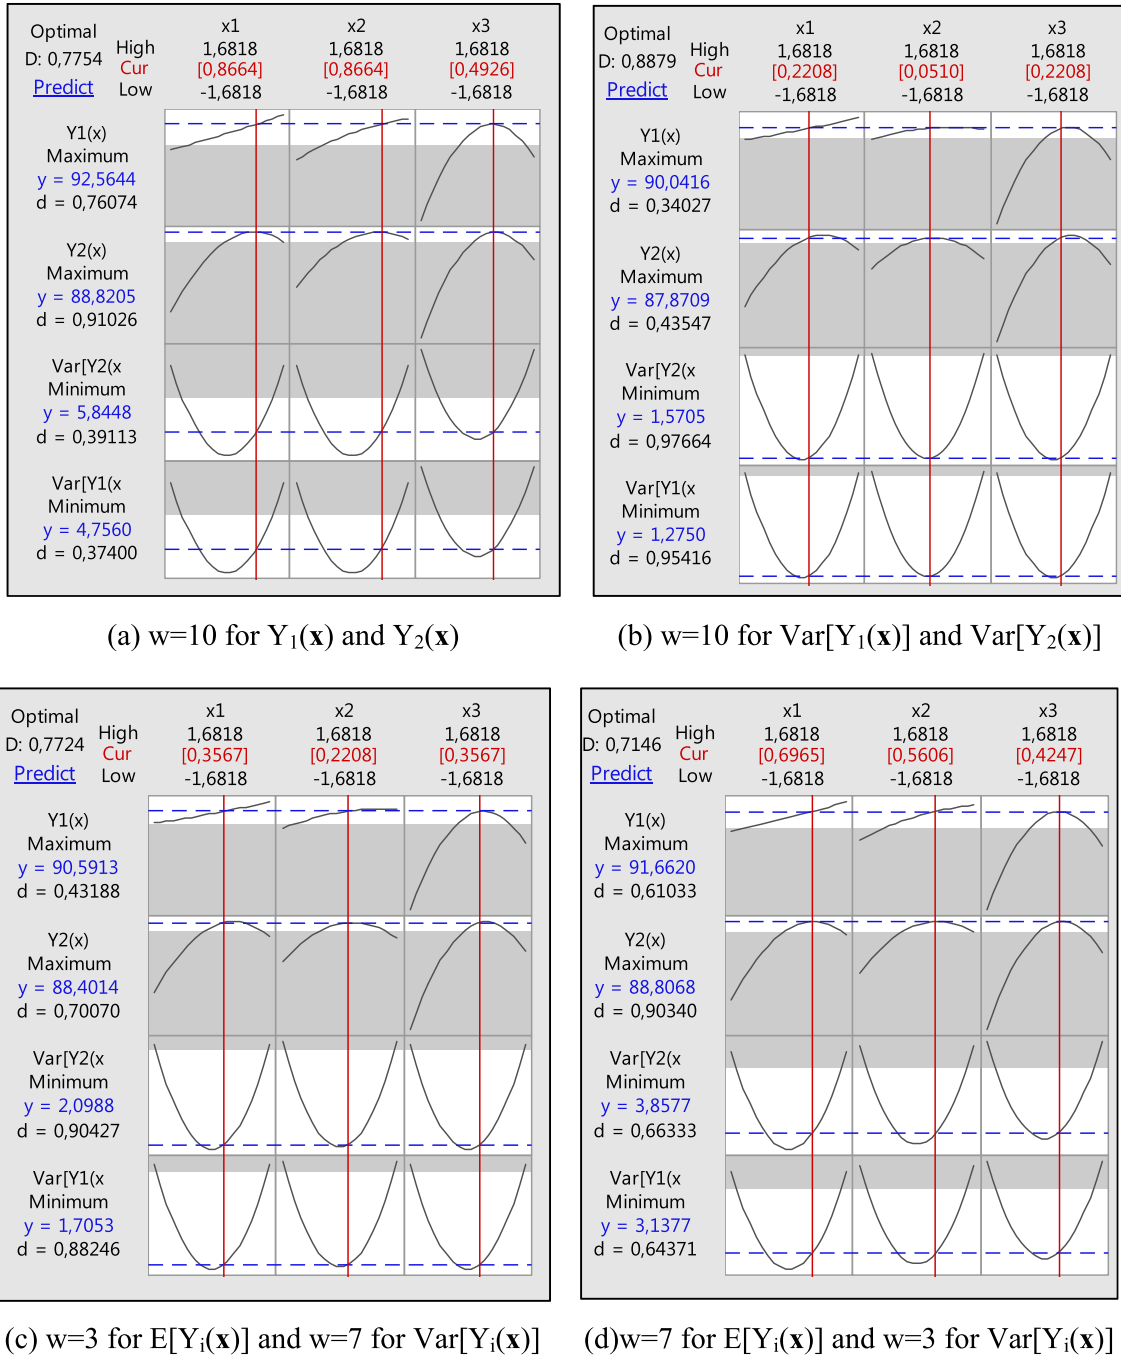 Optimal
D: 0,7754
Predict
High
Cur
Low
x1
1,6818
[0,8664]
-1,6818
x2
1,6818
[0,8664]
-1,6818
x3
1,6818
[0,4926]
-1,6818
Y1(x)
Maximum
y = 92,5644
d = 0,76074
Y2(x)
Maximum
y = 88,8205
d = 0,91026
Var[Y2(x
Minimum
y = 5,8448
d = 0,39113
Var[Y1(x
Minimum
y = 4,7560
d = 0,37400
(a) w=10 for Y₁(x) and Y₂(x)
Optimal
D: 0,8879
Predict
High
Cur
Low
x1
1,6818
[0,2208]
-1,6818
x2
1,6818
[0,0510]
-1,6818
x3
1,6818
[0,2208]
-1,6818
Y1(x)
Maximum
y = 90,0416
d = 0,34027
Y2(x)
Maximum
y = 87,8709
d = 0,43547
Var[Y2(x
Minimum
y = 1,5705
d = 0,97664
Var[Y1(x
Minimum
y = 1,2750
d = 0,95416
(b) w=10 for Var[Y₁(x)] and Var[Y₂(x)]
Optimal
D: 0,7724
Predict
High
Cur
Low
x1
1,6818
[0,3567]
-1,6818
x2
1,6818
[0,2208]
-1,6818
x3
1,6818
[0,3567]
-1,6818
Y1(x)
Maximum
y = 90,5913
d = 0,43188
Y2(x)
Maximum
y = 88,4014
d = 0,70070
Var[Y2(x
Minimum
y = 2,0988
d = 0,90427
Var[Y1(x
Minimum
y = 1,7053
d = 0,88246
(c) w=3 for E[Yᵢ(x)] and w=7 for Var[Yᵢ(x)]
Optimal
D: 0,7146
Predict
High
Cur
Low
x1
1,6818
[0,6965]
-1,6818
x2
1,6818
[0,5606]
-1,6818
x3
1,6818
[0,4247]
-1,6818
Y1(x)
Maximum
y = 91,6620
d = 0,61033
Y2(x)
Maximum
y = 88,8068
d = 0,90340
Var[Y2(x
Minimum
y = 3,8577
d = 0,66333
Var[Y1(x
Minimum
y = 3,1377
d = 0,64371
(d)w=7 for E[Yᵢ(x)] and w=3 for Var[Yᵢ(x)]